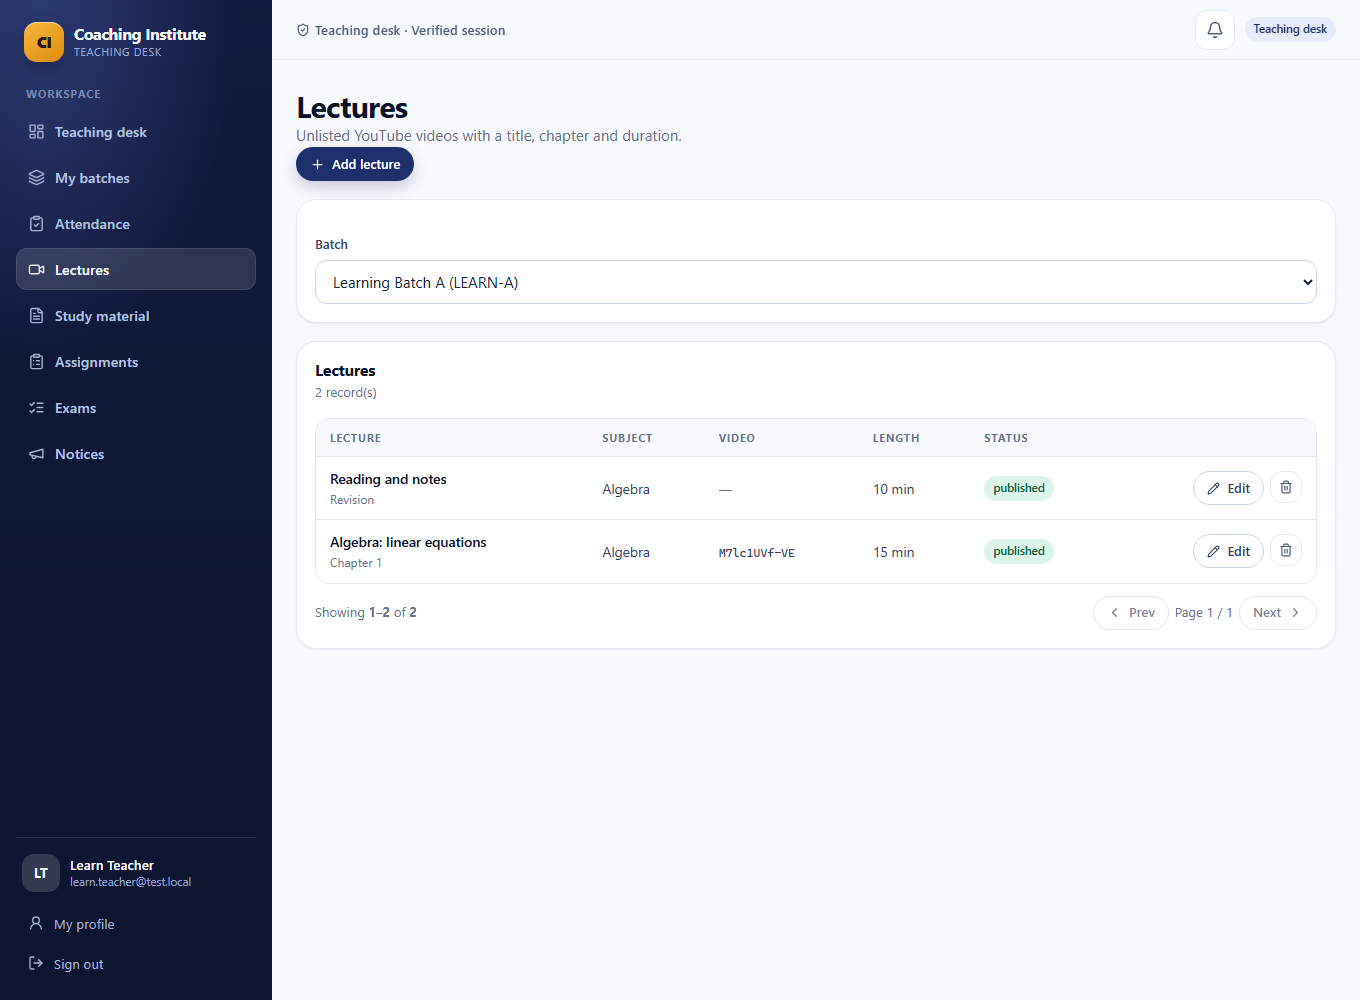 CI
Coaching Institute
TEACHING DESK
WORKSPACE
Teaching desk
My batches
Attendance
Lectures
Study material
Assignments
Exams
Notices
LT
Learn Teacher
learn.teacher@test.local
My profile
Sign out
Teaching desk · Verified session
Teaching desk
Lectures
Unlisted YouTube videos with a title, chapter and duration.
Add lecture
Batch
Learning Batch A (LEARN-A)
Lectures
2 record(s)
LECTURE SUBJECT VIDEO LENGTH STATUS
Reading and notes
Revision
Algebra — 10 min published Edit
Algebra: linear equations
Chapter 1
Algebra M7lc1UVf-VE 15 min published Edit
Showing 1–2 of 2
Prev Page 1 / 1 Next